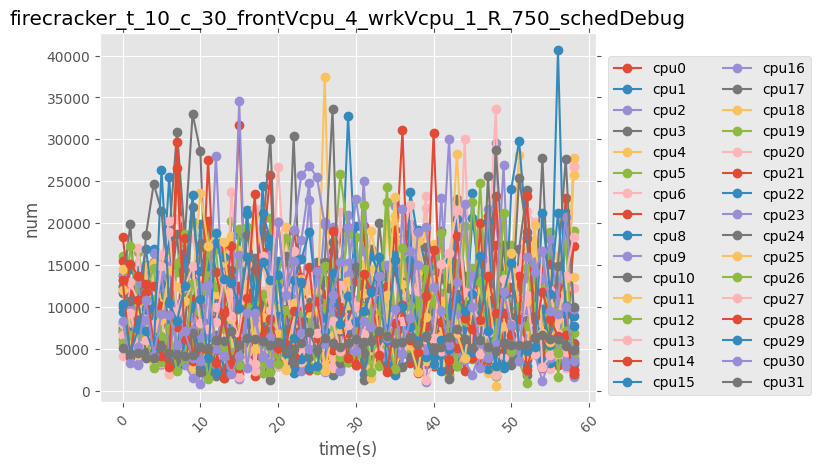 firecracker_t_10_c_30_frontVcpu_4_wrkVcpu_1_R_750_schedDebug
40000
35000
30000
25000
20000
15000
10000
5000
0
num
0 10 20 30 40 50 60
time(s)
cpu0 cpu16
cpu1 cpu17
cpu2 cpu18
cpu3 cpu19
cpu4 cpu20
cpu5 cpu21
cpu6 cpu22
cpu7 cpu23
cpu8 cpu24
cpu9 cpu25
cpu10 cpu26
cpu11 cpu27
cpu12 cpu28
cpu13 cpu29
cpu14 cpu30
cpu15 cpu31